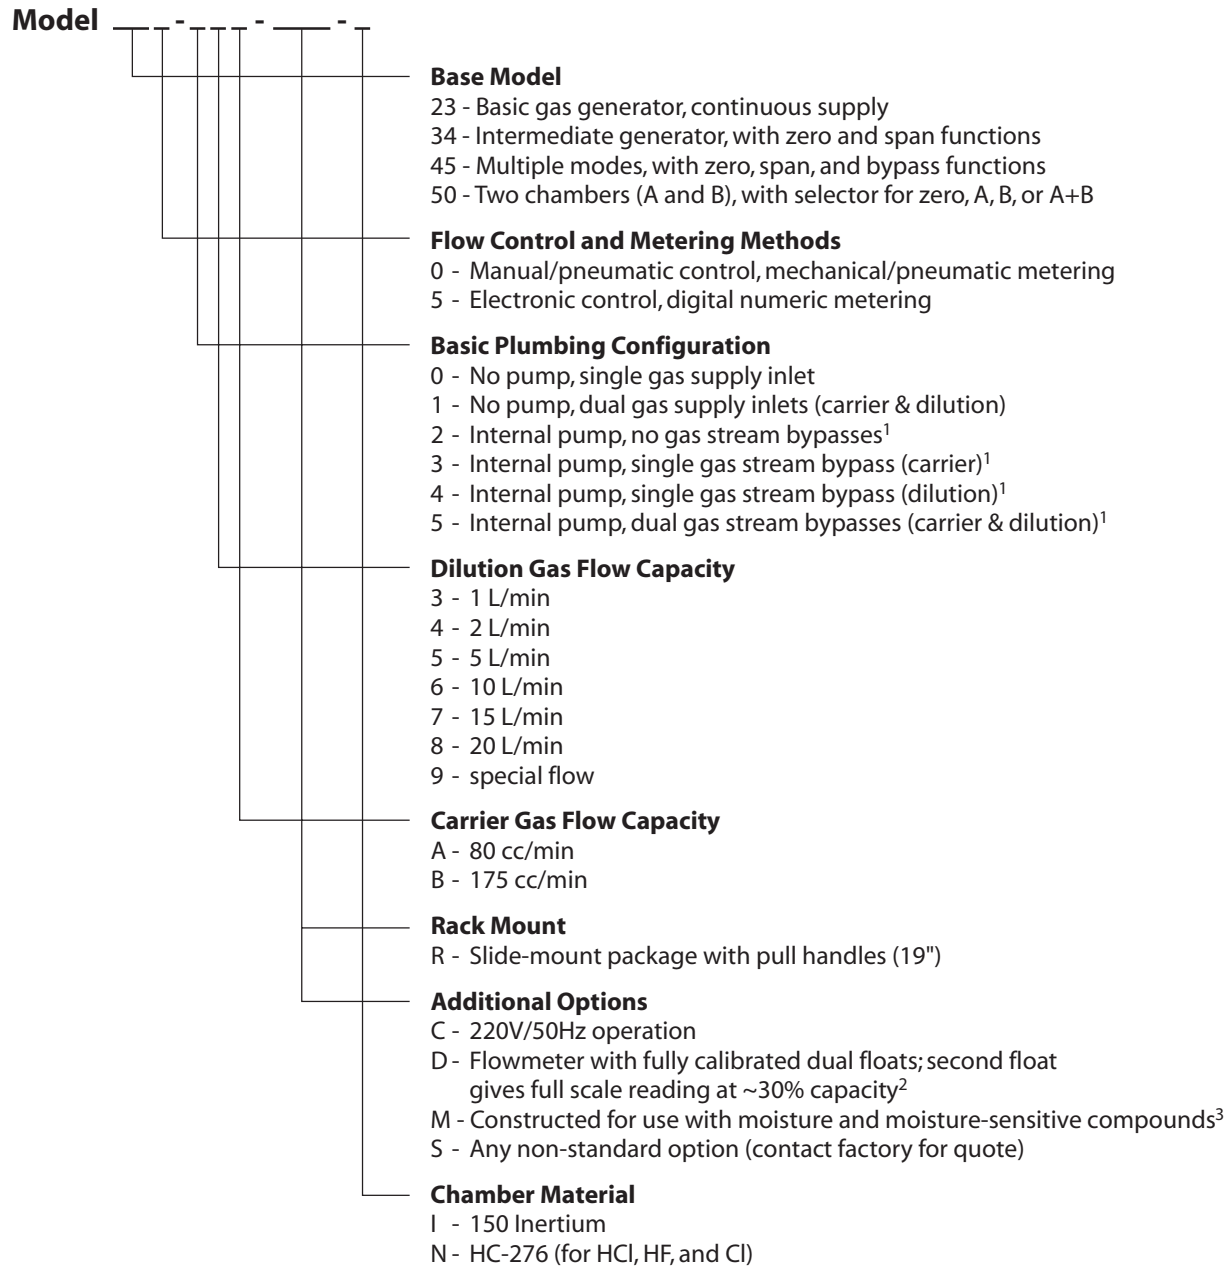 Model ___ _ - _ _ _ - ____ - _
Base Model
23 - Basic gas generator, continuous supply
34 - Intermediate generator, with zero and span functions
45 - Multiple modes, with zero, span, and bypass functions
50 - Two chambers (A and B), with selector for zero, A, B, or A+B
Flow Control and Metering Methods
0 - Manual/pneumatic control, mechanical/pneumatic metering
5 - Electronic control, digital numeric metering
Basic Plumbing Configuration
0 - No pump, single gas supply inlet
1 - No pump, dual gas supply inlets (carrier & dilution)
2 - Internal pump, no gas stream bypasses¹
3 - Internal pump, single gas stream bypass (carrier)¹
4 - Internal pump, single gas stream bypass (dilution)¹
5 - Internal pump, dual gas stream bypasses (carrier & dilution)¹
Dilution Gas Flow Capacity
3 - 1 L/min
4 - 2 L/min
5 - 5 L/min
6 - 10 L/min
7 - 15 L/min
8 - 20 L/min
9 - special flow
Carrier Gas Flow Capacity
A - 80 cc/min
B - 175 cc/min
Rack Mount
R - Slide-mount package with pull handles (19")
Additional Options
C - 220V/50Hz operation
D - Flowmeter with fully calibrated dual floats; second float
gives full scale reading at ~30% capacity²
M - Constructed for use with moisture and moisture-sensitive compounds³
S - Any non-standard option (contact factory for quote)
Chamber Material
I - 150 Inertium
N - HC-276 (for HCl, HF, and Cl)